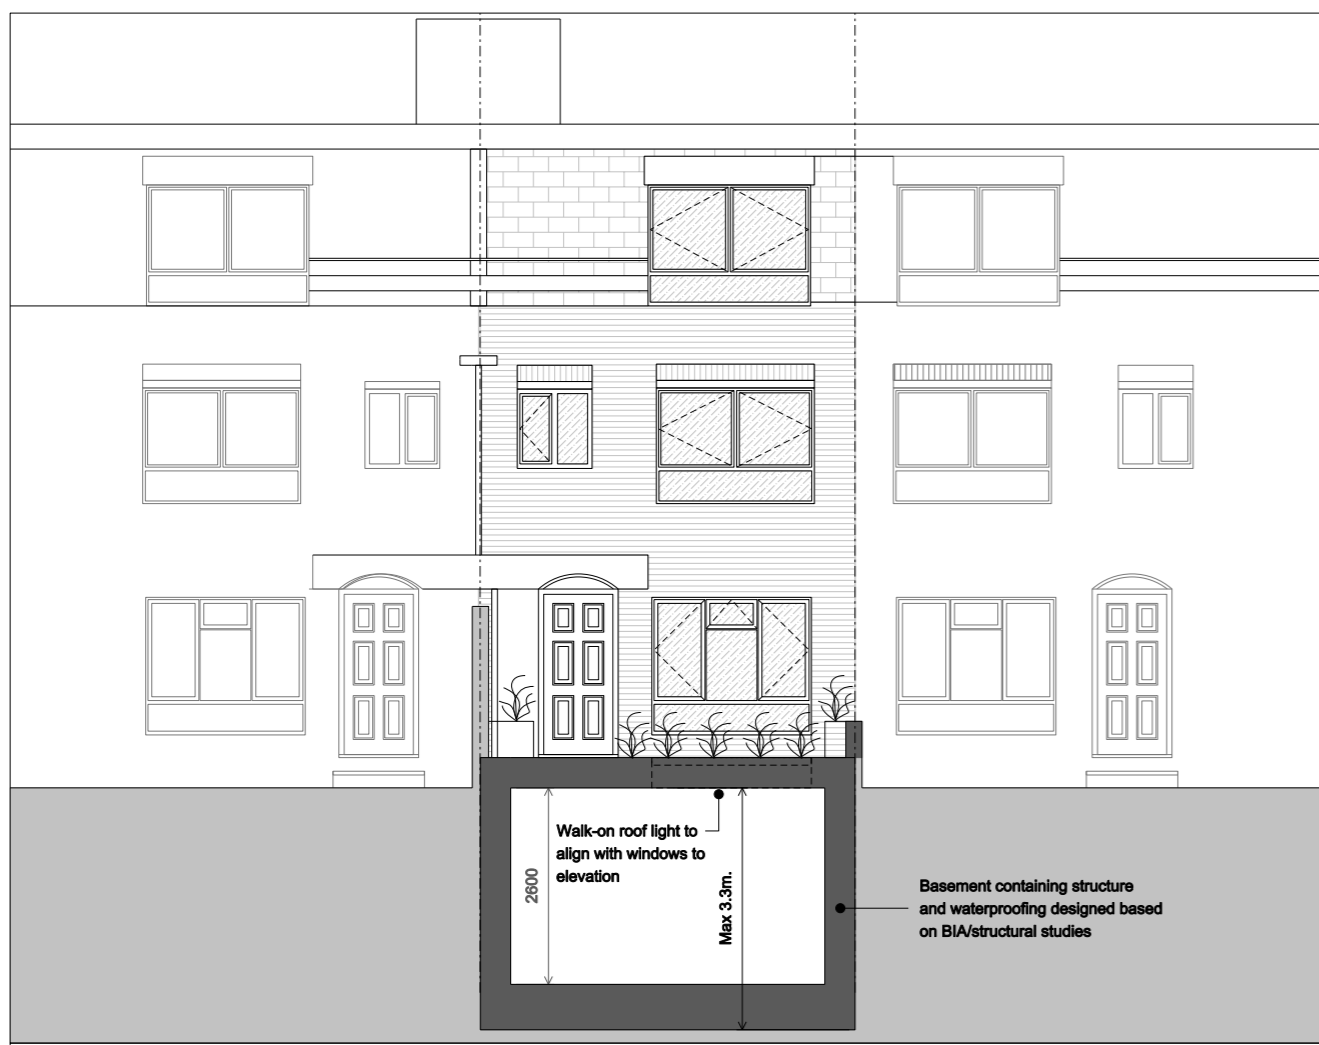 Walk-on roof light to
align with windows to
elevation
2600
Max 3.3m.
Basement containing structure
and waterproofing designed based
on BIA/structural studies